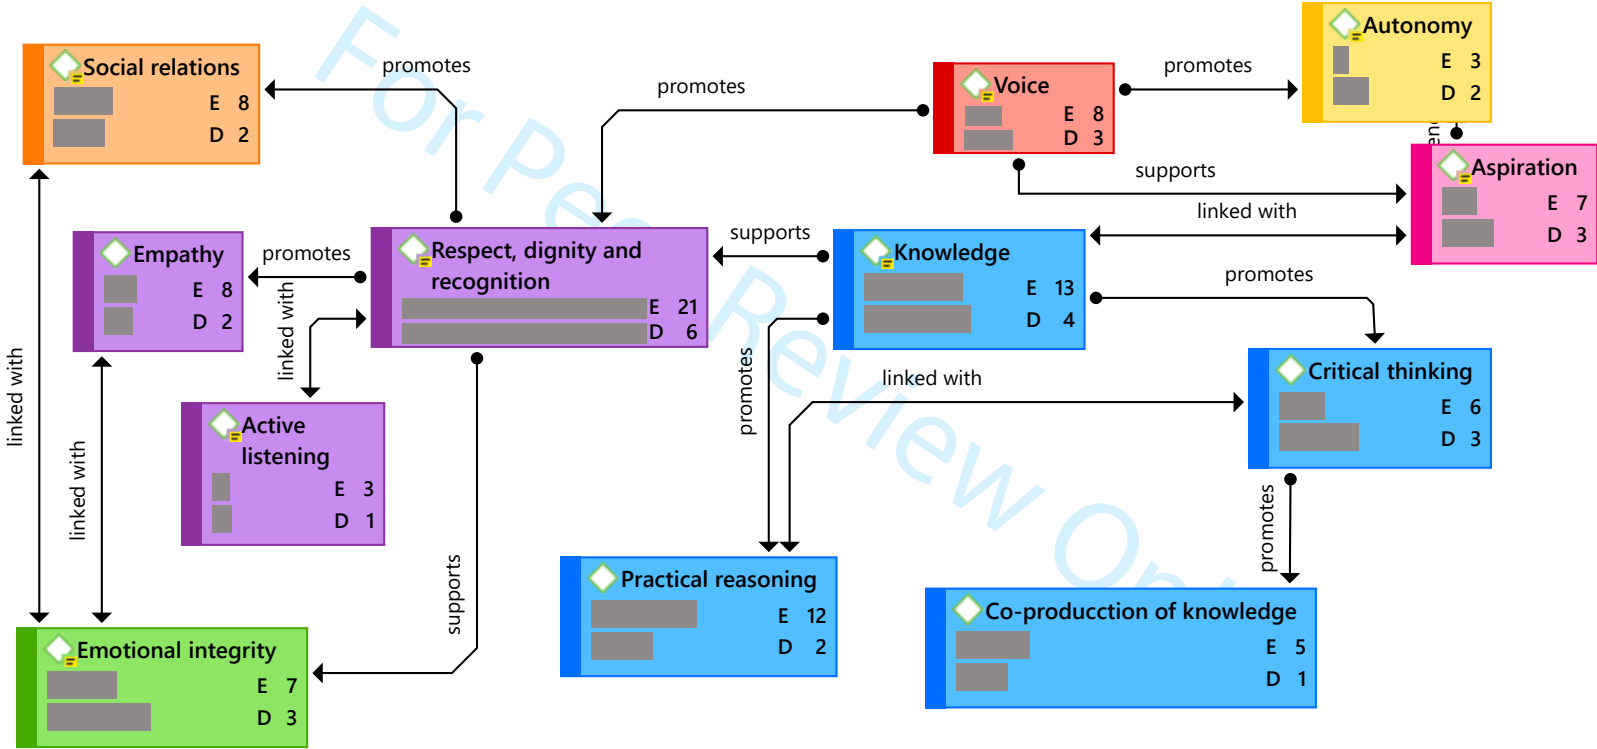 Autonomy
E 3
D 2
Social relations
E 8
D 2
promotes
promotes
Voice
E 8
D 3
promotes
supports
Aspiration
E 7
D 3
linked with
Empathy
E 8
D 2
promotes
Respect, dignity and
recognition
E 21
D 6
supports
Knowledge
E 13
D 4
promotes
linked with
linked with
Active
listening
E 3
D 1
promotes
linked with
Critical thinking
E 6
D 3
linked with
linked with
supports
promotes
Practical reasoning
E 12
D 2
Co-producction of knowledge
E 5
D 1
Emotional integrity
E 7
D 3
For Peer Review